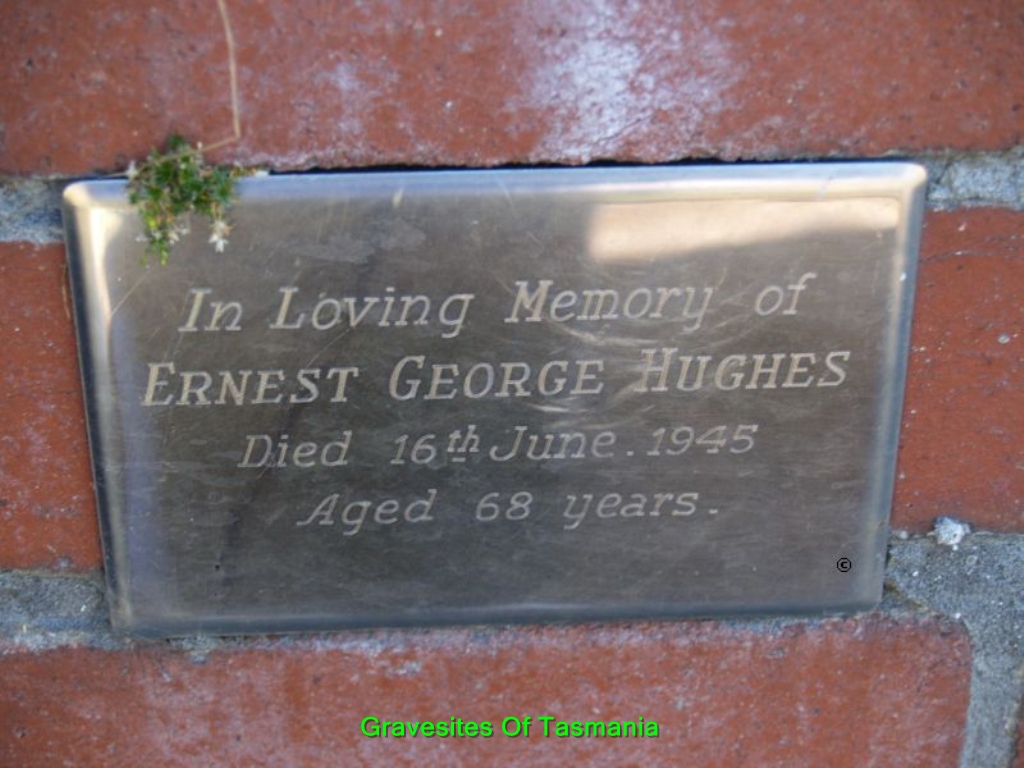 In Loving Memory of
ERNEST GEORGE HUGHES
Died 16th June. 1945
Aged 68 years.
©
Gravesites Of Tasmania